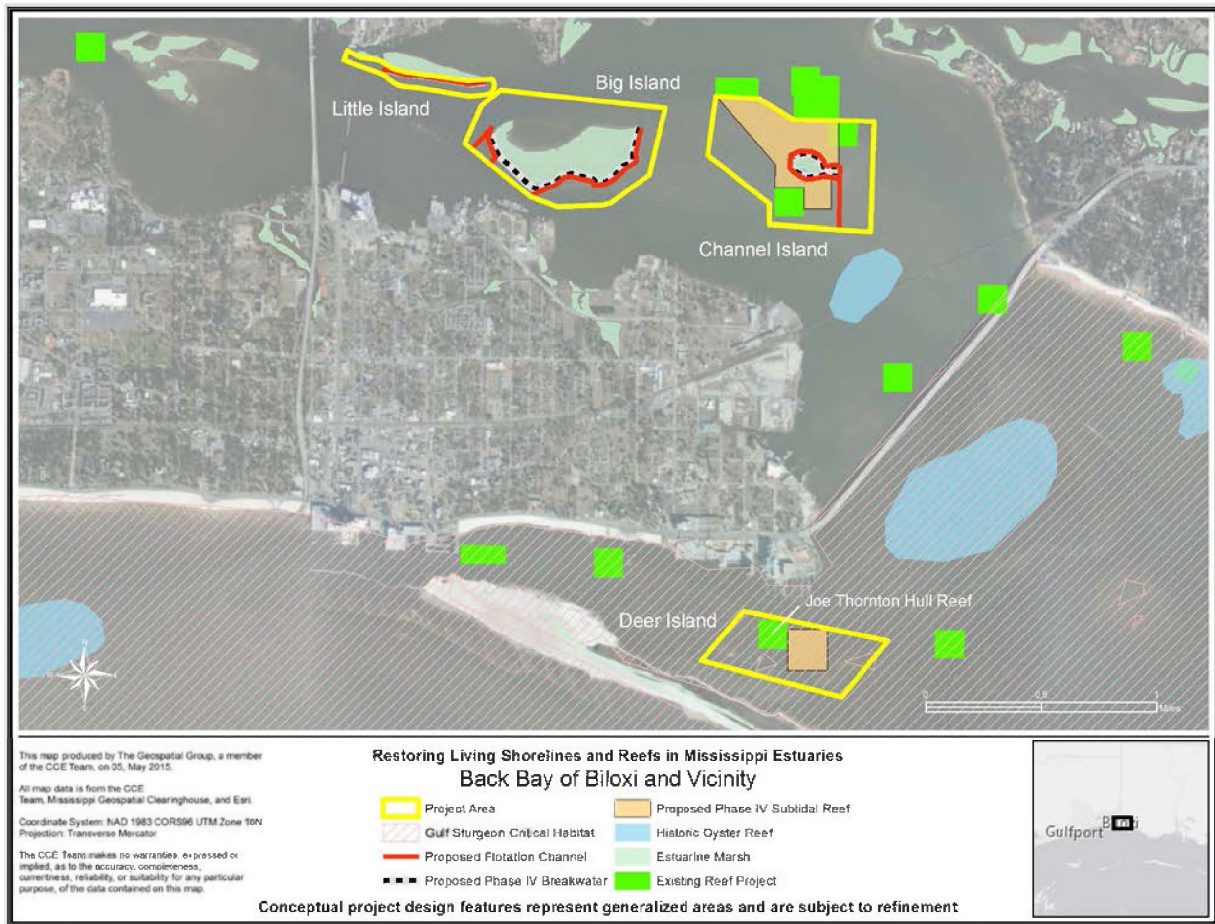 Big Island
Little Island
Channel Island
Joe Thornton Hull Reef
Deer Island
N
S
0 0.5 1
Miles
This map produced by The Geospatial Group, a member
of the CCE Team, on 05, May 2015.
All map data is from the CCE
Team, Mississippi Geospatial Clearinghouse, and Esri.
Coordinate System: NAD 1983 CORS96 UTM Zone 16N
Projection: Transverse Mercator
The CCE Team makes no warranties, expressed or
implied, as to the accuracy, completeness,
currentness, reliability, or suitability for any particular
purpose, of the data contained on this map.
Restoring Living Shorelines and Reefs in Mississippi Estuaries
Back Bay of Biloxi and Vicinity
Project Area
Gulf Sturgeon Critical Habitat
Proposed Flotation Channel
Proposed Phase IV Breakwater
Proposed Phase IV Subtidal Reef
Historic Oyster Reef
Estuarine Marsh
Existing Reef Project
Conceptual project design features represent generalized areas and are subject to refinement
Gulfport